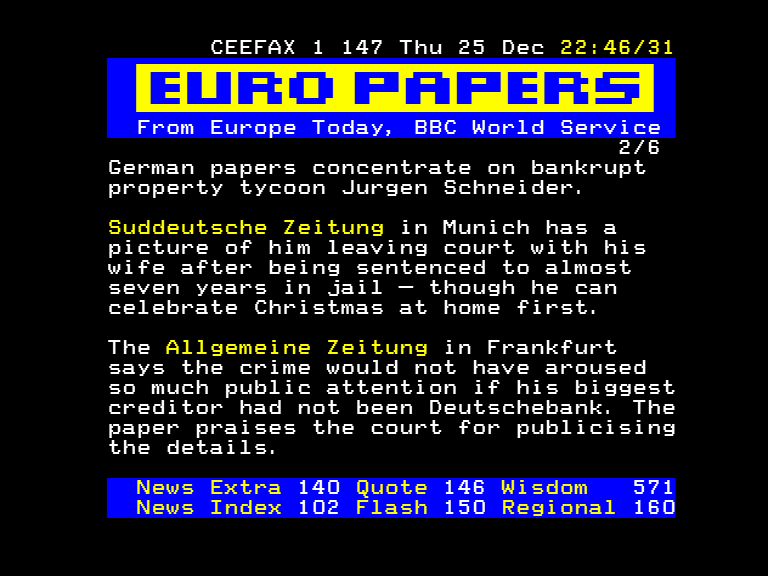 CEEFAX 1 147 Thu 25 Dec 22:46/31
EURO PAPERS
From Europe Today, BBC World Service
2/6
German papers concentrate on bankrupt
property tycoon Jurgen Schneider.
Suddeutsche Zeitung in Munich has a
picture of him leaving court with his
wife after being sentenced to almost
seven years in jail – though he can
celebrate Christmas at home first.
The Allgemeine Zeitung in Frankfurt
says the crime would not have aroused
so much public attention if his biggest
creditor had not been Deutschebank. The
paper praises the court for publicising
the details.
News Extra 140 Quote 146 Wisdom 571
News Index 102 Flash 150 Regional 160